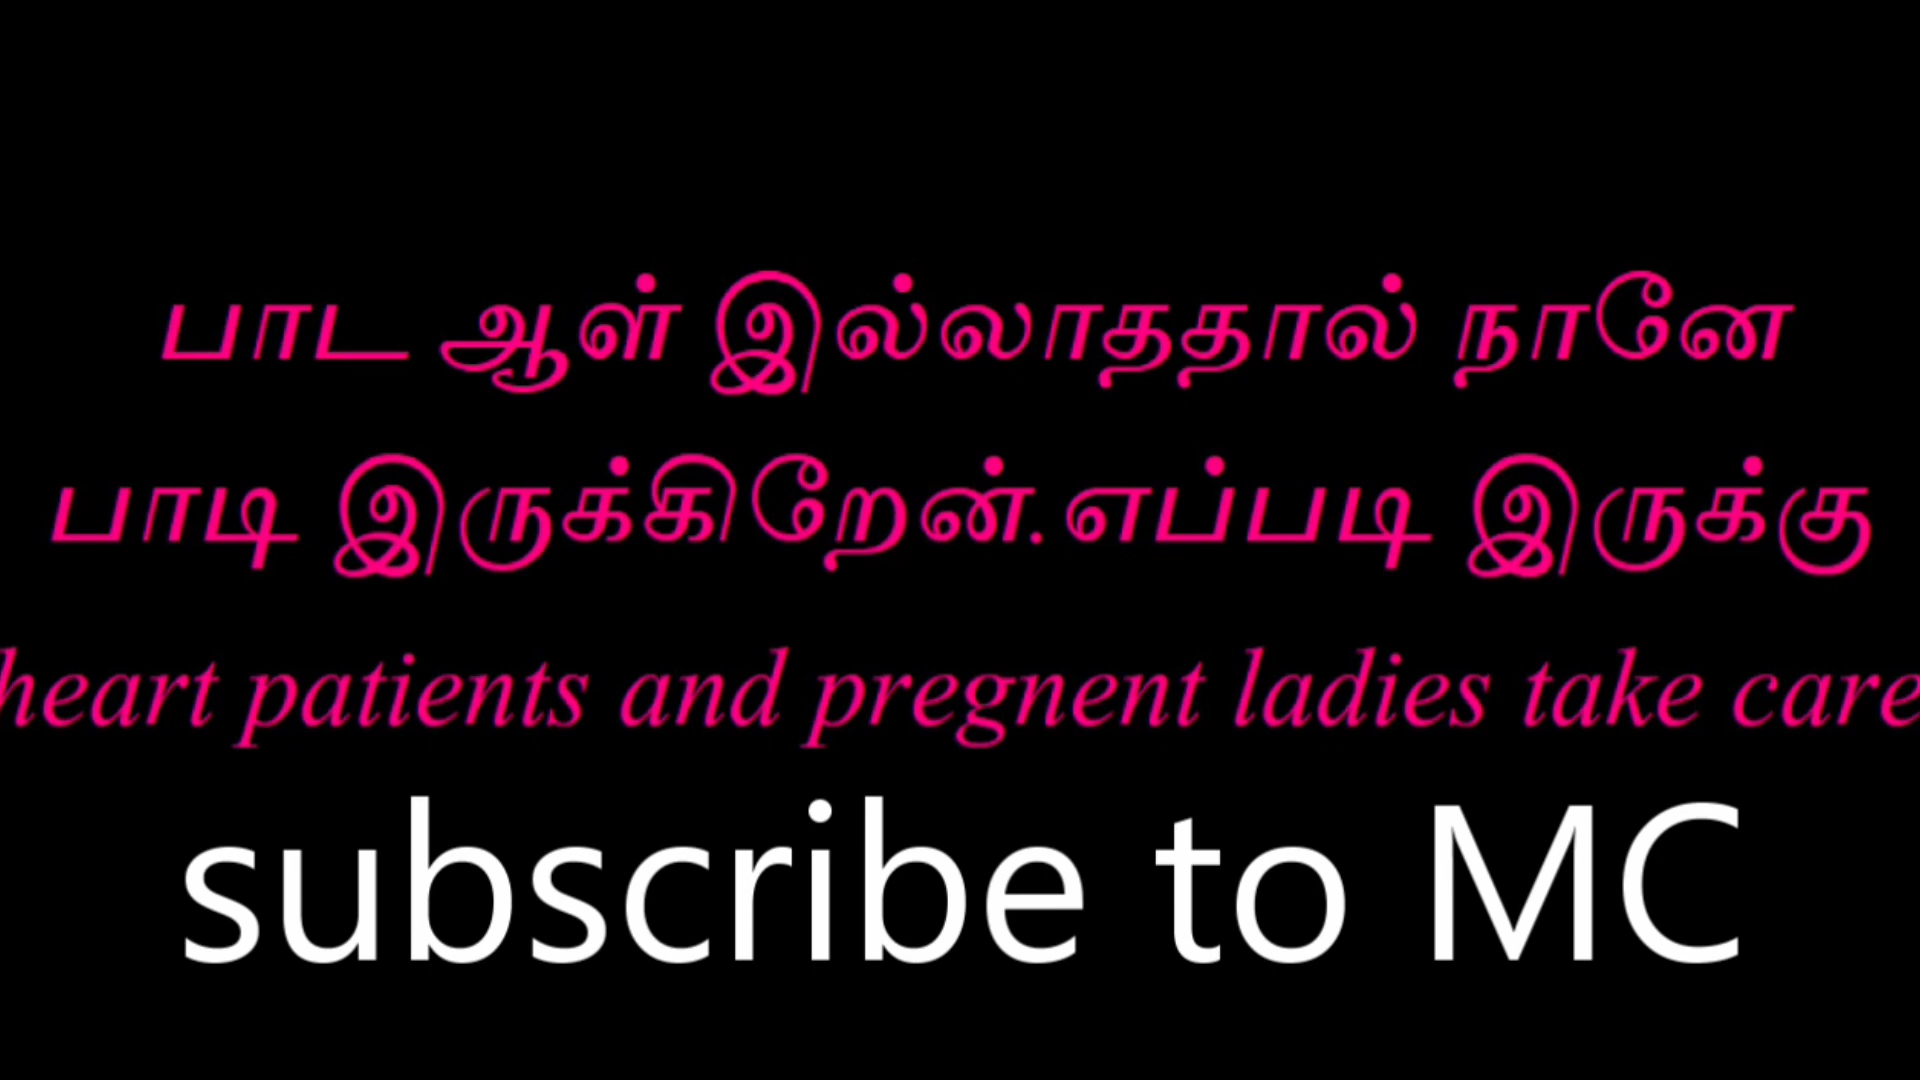 பாட ஆள் இல்லாததால் நானே
பாடி இருக்கிறேன்.எப்படி இருக்கு
heart patients and pregnent ladies take care
subscribe to MC